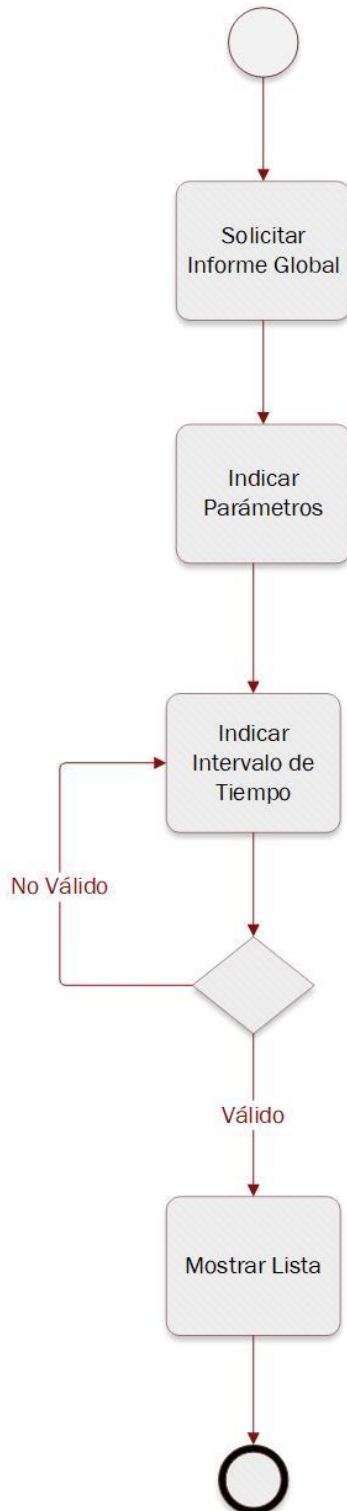 Solicitar
Informe Global
Indicar
Parámetros
Indicar
Intervalo de
Tiempo
No Válido
Válido
Mostrar Lista